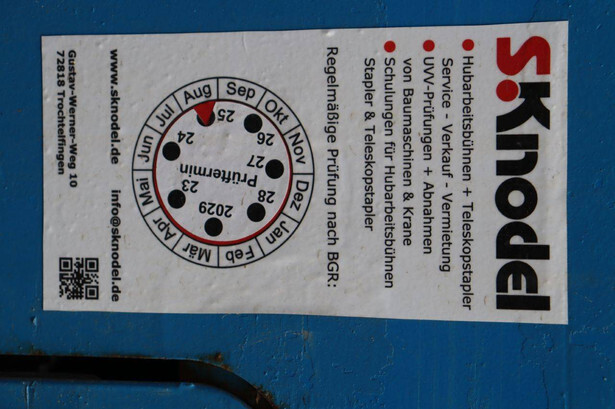 S.Knodel
• Hubarbeitsbühnen + Teleskopstapler
Service - Verkauf - Vermietung
• UVV-Prüfungen + Abnahmen
von Baumaschinen & Krane
• Schulungen für Hubarbeitsbühnen
Stapler & Teleskopstapler
Regelmäßige Prüfung nach BGR:
Jan
Feb
Mär
Apr
Mai
Jun
Jul
Aug
Sep
Okt
Nov
Dez
2029
23
24
25
26
27
28
Prüftermin
www.sknodel.de info@sknodel.de
Gustav-Werner-Weg 10
72818 Trochtelfingen